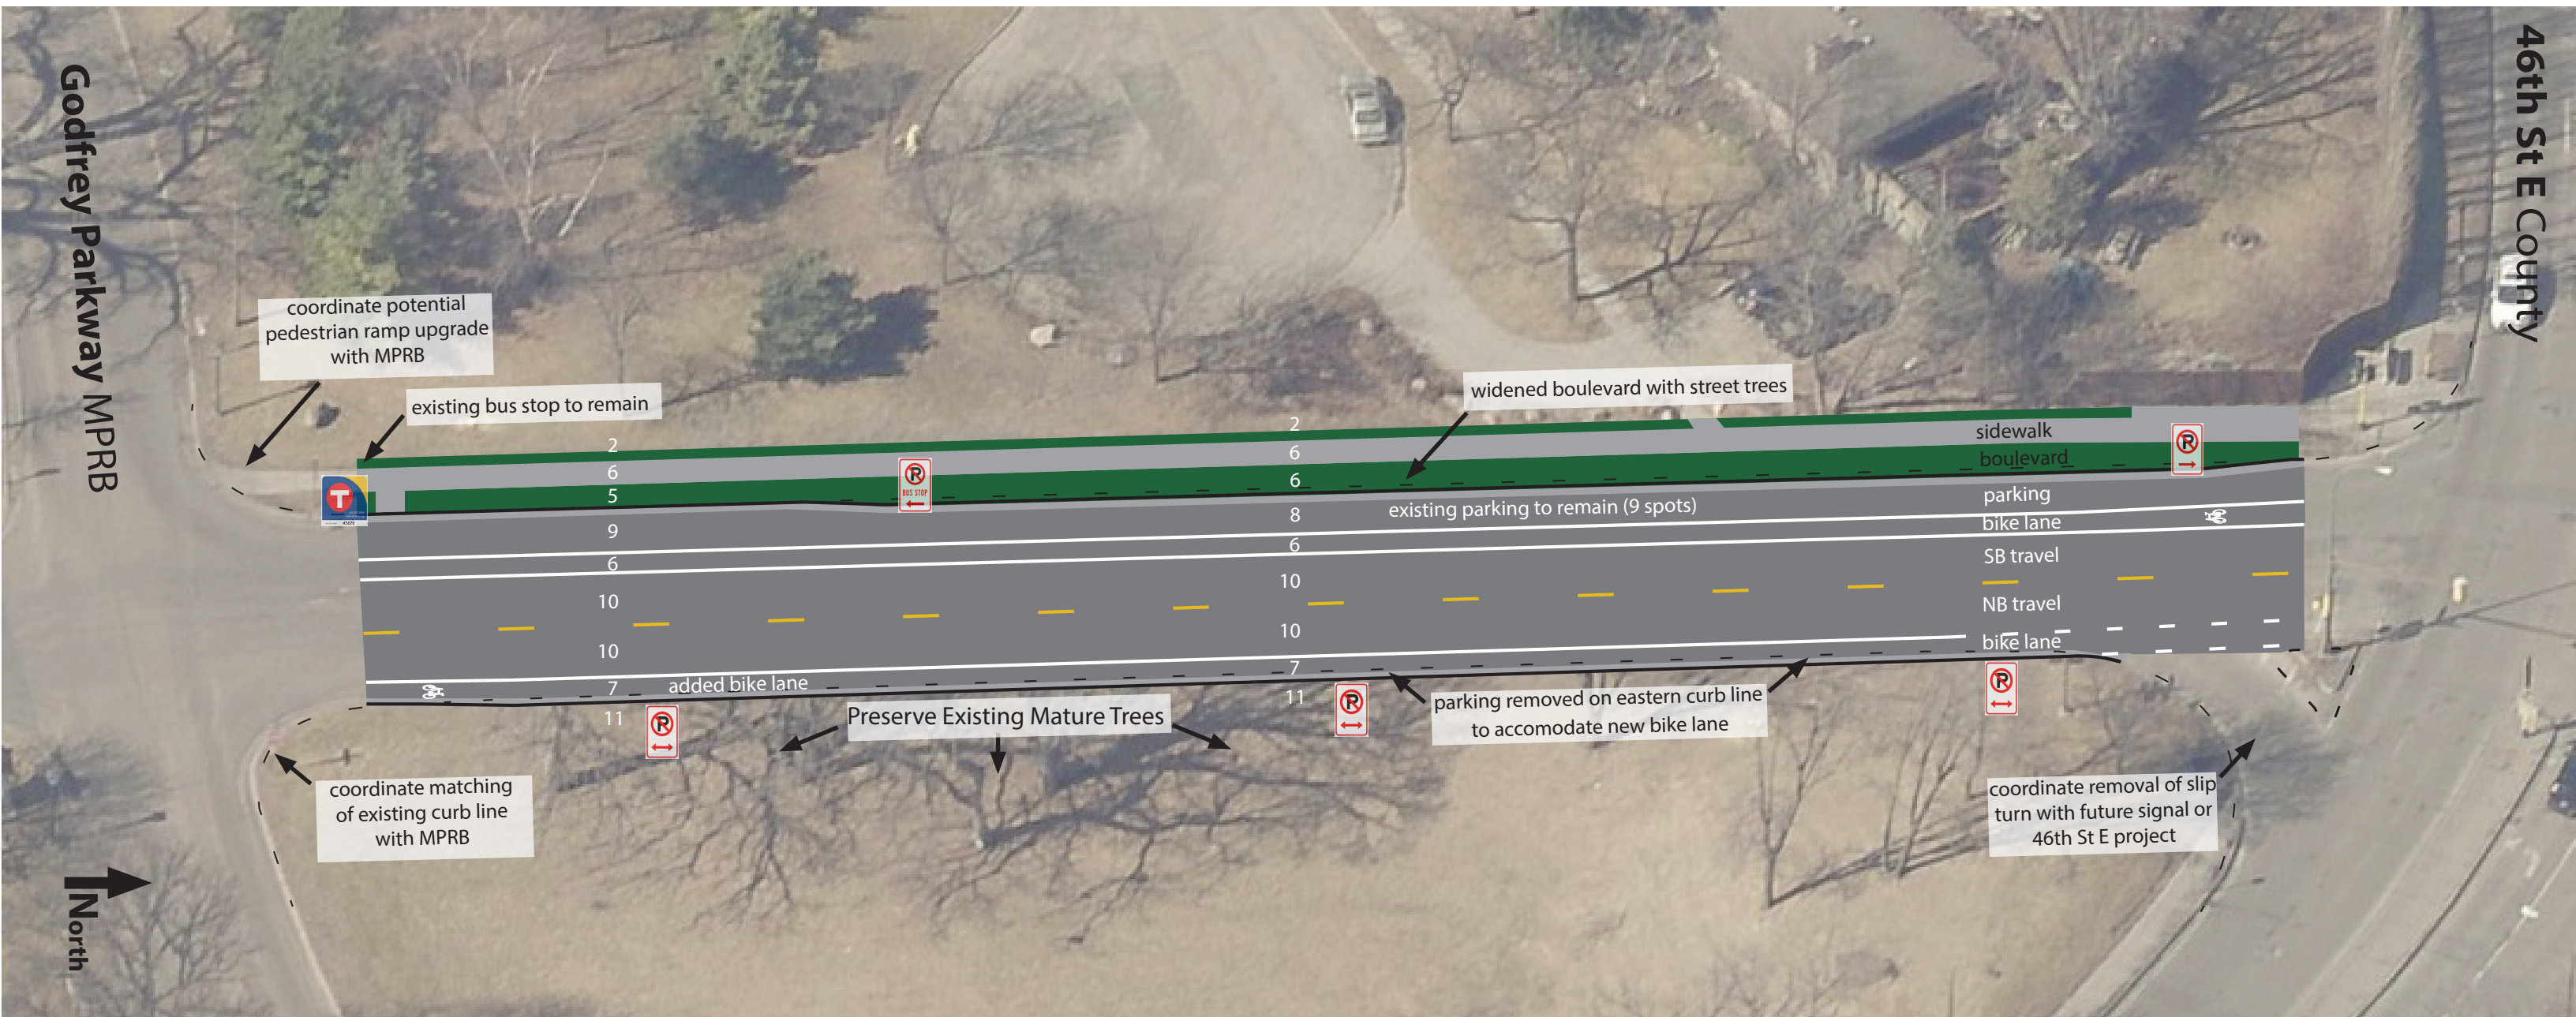 Godfrey Parkway MPRB
46th St E County
coordinate potential
pedestrian ramp upgrade
with MPRB
existing bus stop to remain
widened boulevard with street trees
2
6
5
9
6
10
10
7
11
2
6
6
8
6
10
10
7
11
T
P
BUS STOP
existing parking to remain (9 spots)
sidewalk
boulevard
parking
bike lane
SB travel
NB travel
bike lane
P
added bike lane
P
Preserve Existing Mature Trees
P
parking removed on eastern curb line
to accomodate new bike lane
P
coordinate matching
of existing curb line
with MPRB
coordinate removal of slip
turn with future signal or
46th St E project
North